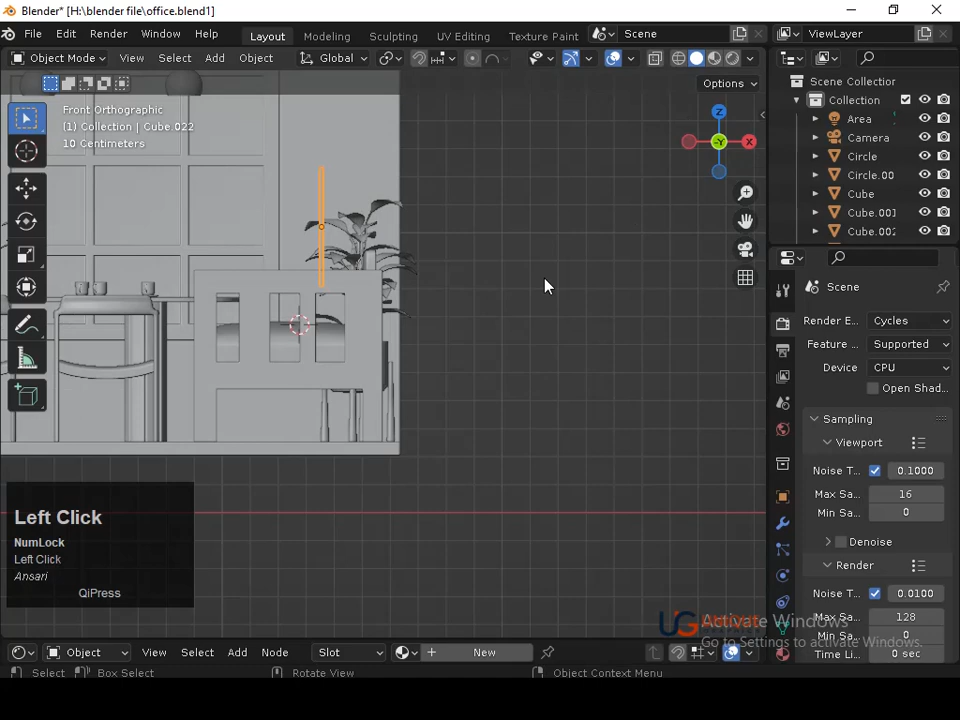 Blender* [H:\blender file\office.blend1]
File Edit Render Window Help Layout Modeling Sculpting UV Editing Texture Paint Scene ViewLayer
Object Mode View Select Add Object Global
Options
Front Orthographic
(1) Collection | Cube.022
10 Centimeters
Z
X
-Y
Scene Collection
Collection
Area
Camera
Circle
Circle.00
Cube
Cube.001
Cube.002
Scene
Render E... Cycles
Feature ... Supported
Device CPU
Open Shad...
Sampling
Viewport
Noise T... 0.1000
Max Sa... 16
Min Sa... 0
Denoise
Render
Noise T... 0.0100
Max Sa... 128
Min Sa... 0
Time Li... 0 sec
Left Click
NumLock
Left Click
Ansari
QiPress
UG
Activate Windows
Go to Settings to activate Windows.
Object View Select Add Node Slot New
Select Box Select Rotate View Object Context Menu